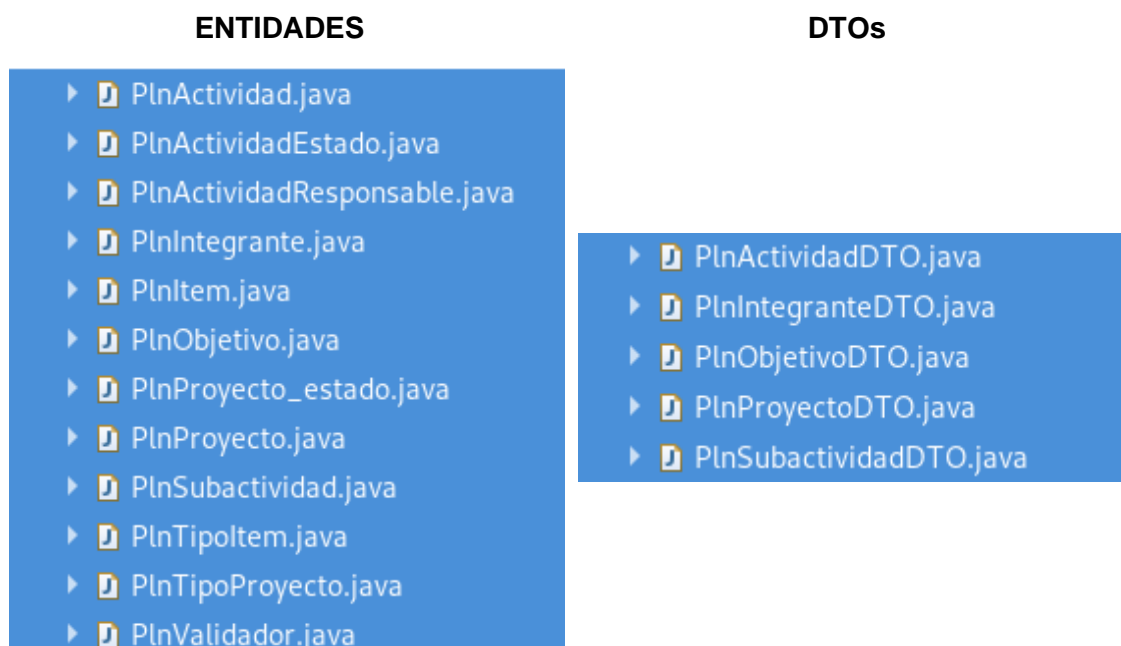 ENTIDADES
PlnActividad.java
PlnActividadEstado.java
PlnActividadResponsable.java
PlnIntegrante.java
PlnItem.java
PlnObjetivo.java
PlnProyecto_estado.java
PlnProyecto.java
PlnSubactividad.java
PlnTipoItem.java
PlnTipoProyecto.java
PlnValidador.java
DTOs
PlnActividadDTO.java
PlnIntegranteDTO.java
PlnObjetivoDTO.java
PlnProyectoDTO.java
PlnSubactividadDTO.java